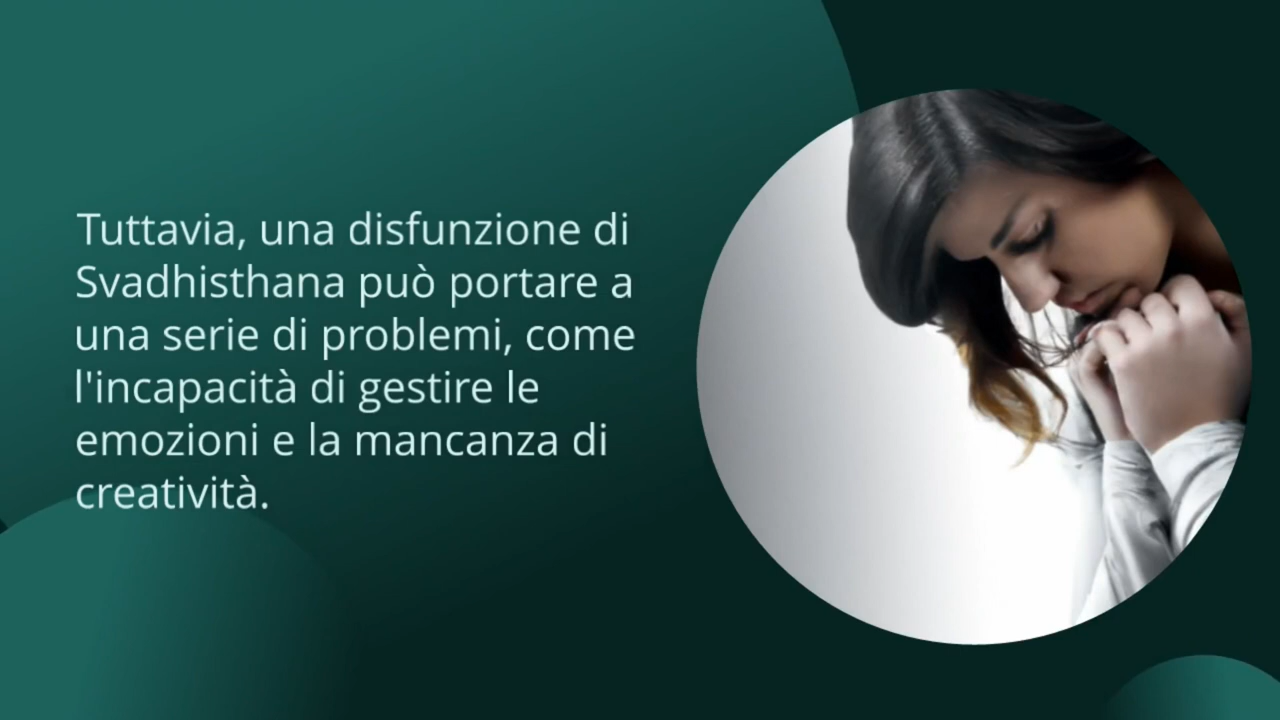 Tuttavia, una disfunzione di
Svadhisthana può portare a
una serie di problemi, come
l'incapacità di gestire le
emozioni e la mancanza di
creatività.